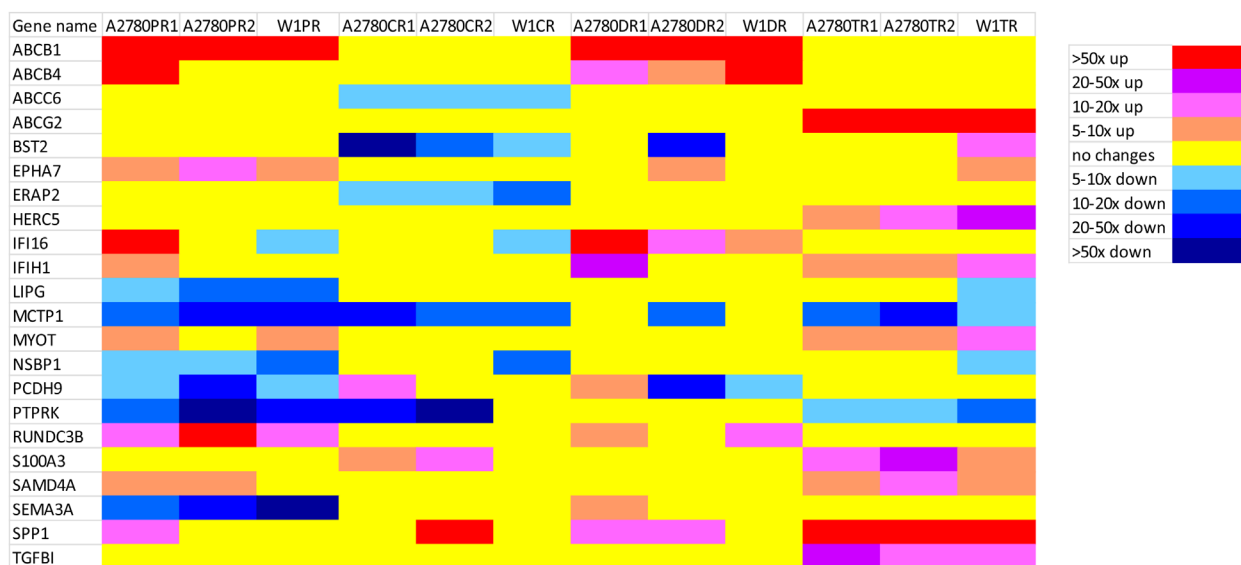 Gene name A2780PR1 A2780PR2 W1PR A2780CR1 A2780CR2 W1CR A2780DR1 A2780DR2 W1DR A2780TR1 A2780TR2 W1TR
ABCB1
ABCB4
ABCC6
ABCG2
BST2
EPHA7
ERAP2
HERC5
IFI16
IFIH1
LIPG
MCTP1
MYOT
NSBP1
PCDH9
PTPRK
RUNDC3B
S100A3
SAMD4A
SEMA3A
SPP1
TGFBI
>50x up
20-50x up
10-20x up
5-10x up
no changes
5-10x down
10-20x down
20-50x down
>50x down